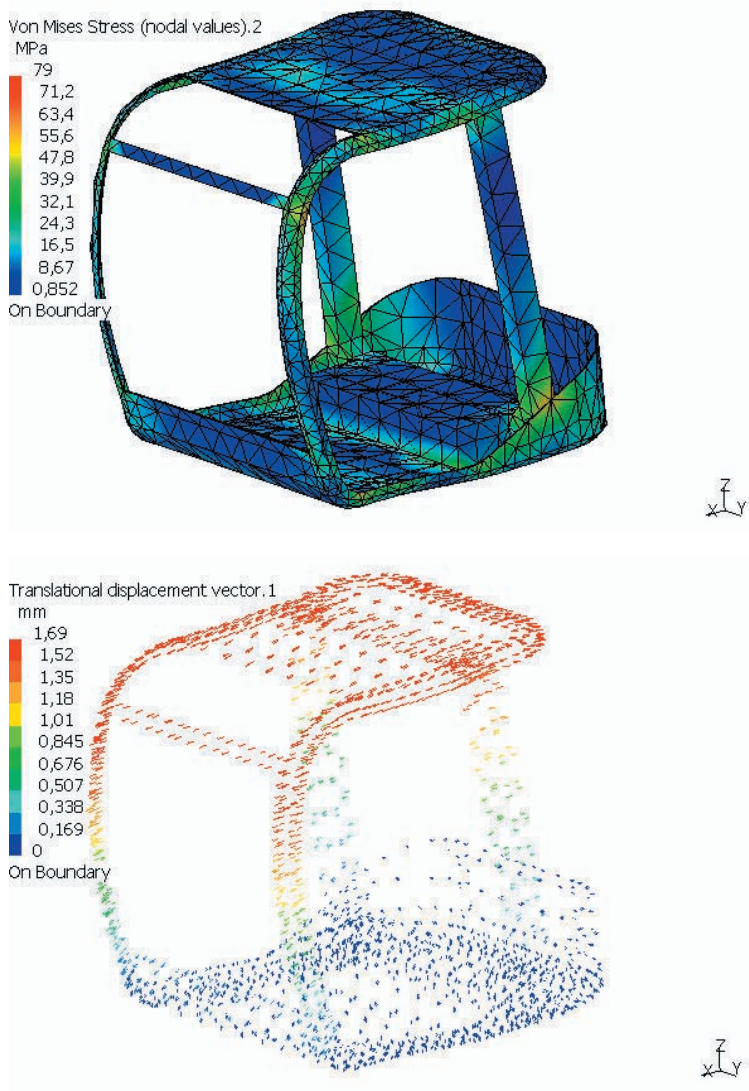 Von Mises Stress (nodal values).2
MPa
79
71,2
63,4
55,6
47,8
39,9
32,1
24,3
16,5
8,67
0,852
On Boundary
Z
X Y
Translational displacement vector.1
mm
1,69
1,52
1,35
1,18
1,01
0,845
0,676
0,507
0,338
0,169
0
On Boundary
Z
X Y